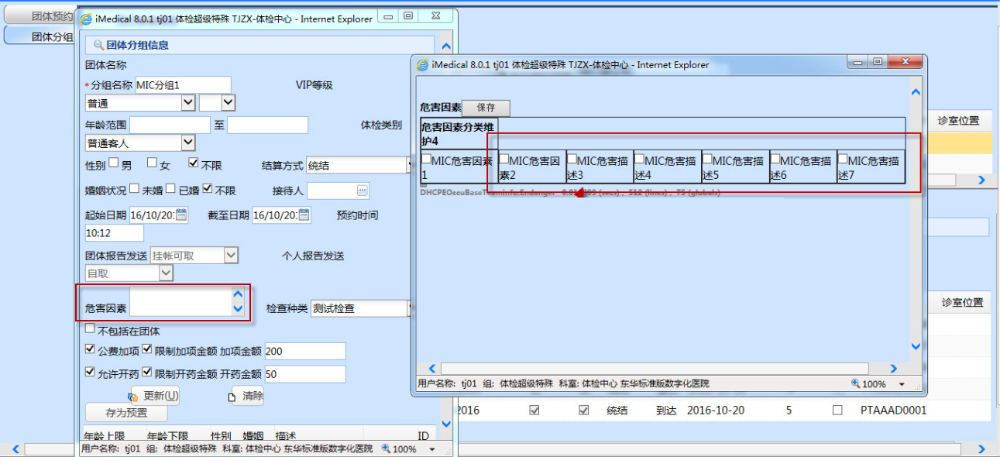 团体预约
团体分组
iMedical 8.0.1 tj01 体检超级特殊 TJZX-体检中心 - Internet Explorer
团体分组信息
团体名称
*分组名称 MIC分组1 VIP等级
普通
年龄范围 至 体检类别
普通客人
性别 男 女 不限 结算方式 统结
婚姻状况 未婚 已婚 不限 接待人
起始日期 16/10/20: 截至日期 16/10/20: 预约时间
10:12
团体报告发送 挂帐可取 个人报告发送
自取
危害因素 检查种类 测试检查
不包括在团体
公费加项 限制加项金额 加项金额 200
允许开药 限制开药金额 开药金额 50
更新(U) 清除
存为预置
年龄上限 年龄下限 性别 婚姻 描述 ID
用户名称: tj01 组: 体检超级特殊 科室: 体检中心 东华标准版数字化医院 100%
iMedical 8.0.1 tj01 体检超级特殊 TJZX-体检中心 - Internet Explorer
危害因素 保存
危害因素分类维
护4
MIC危害因素 MIC危害因 MIC危害描 MIC危害描 MIC危害描 MIC危害描 MIC危害描
1 素2 述3 述4 述5 述6 述7
用户名称: tj01 组: 体检超级特殊 科室: 体检中心 东华标准版数字化医院 100%
诊室位置
诊室位置
2016 统结 到达 2016-10-20 5 PTAAAD0001